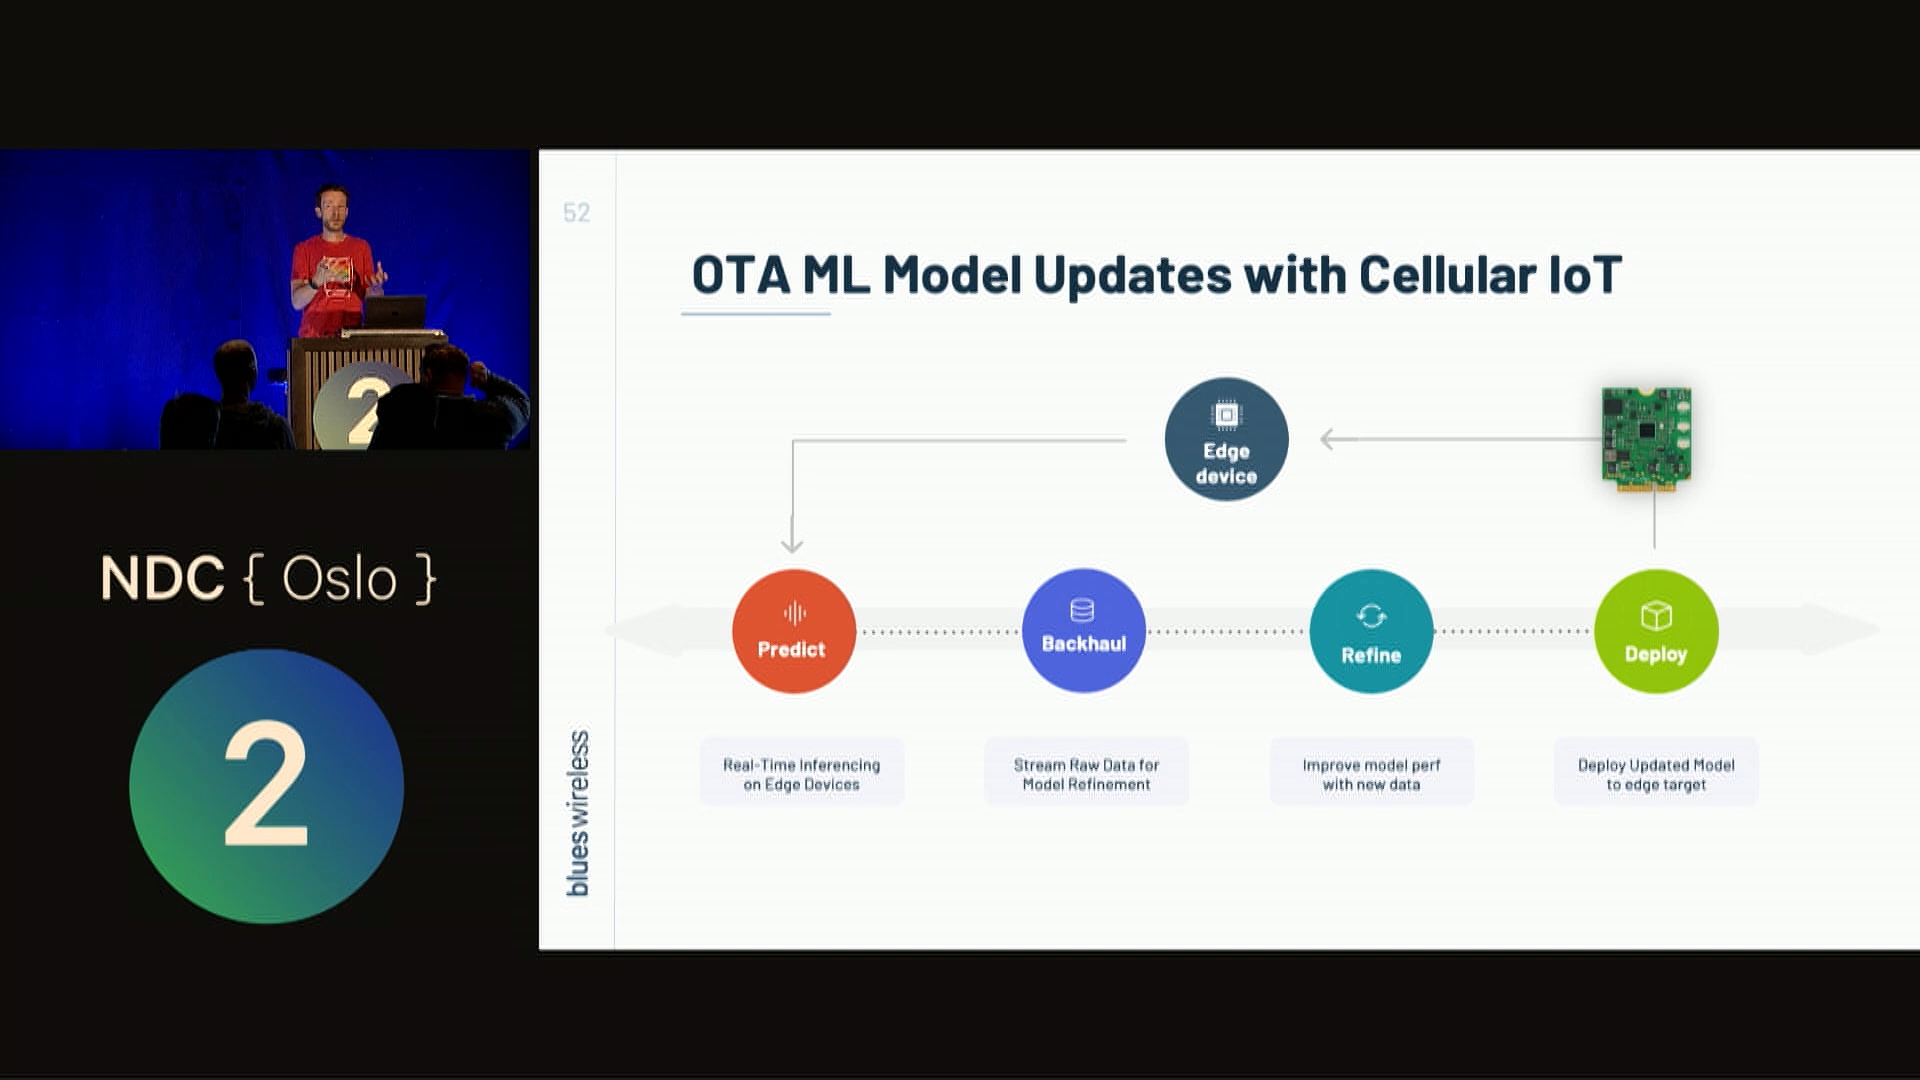 52
OTA ML Model Updates with Cellular IoT
Edge
device
Predict
Backhaul
Refine
Deploy
Real-Time Inferencing
on Edge Devices
Stream Raw Data for
Model Refinement
Improve model perf
with new data
Deploy Updated Model
to edge target
blues wireless
2
NDC { Oslo }
2